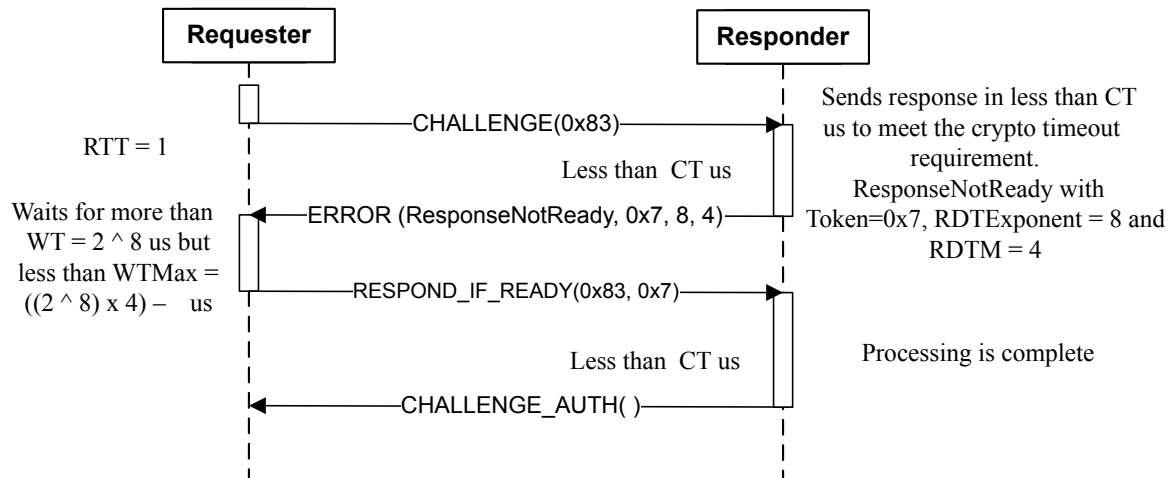 Requester
Responder
CHALLENGE(0x83)
Sends response in less than CT
us to meet the crypto timeout
requirement.
ResponseNotReady with
Token=0x7, RDTExponent = 8 and
RDTM = 4
RTT = 1
Less than CT us
ERROR (ResponseNotReady, 0x7, 8, 4)
Waits for more than
WT = 2 ^ 8 us but
less than WTMax =
((2 ^ 8) x 4) – us
RESPOND_IF_READY(0x83, 0x7)
Less than CT us
Processing is complete
CHALLENGE_AUTH( )